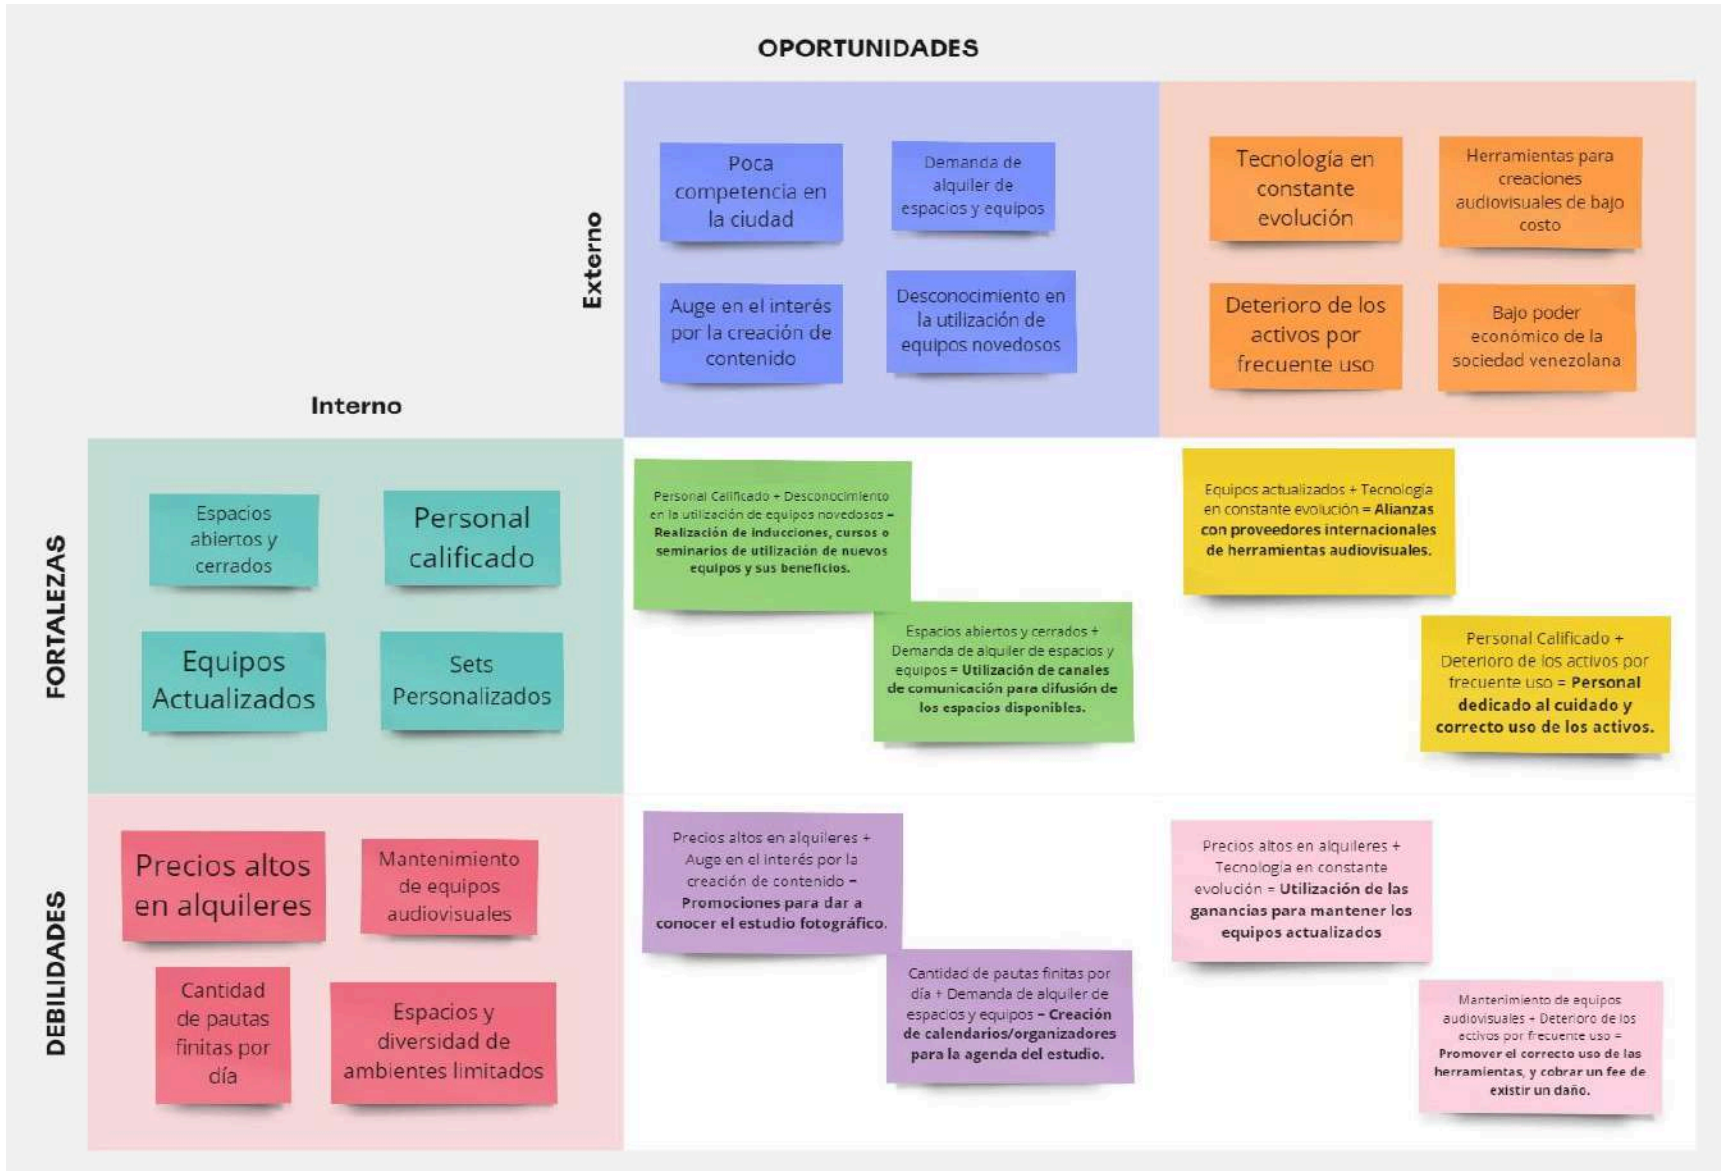 OPORTUNIDADES
Externo
Poca
competencia en
la ciudad
Demanda de
alquiler de
espacios y equipos
Auge en el interés
por la creación de
contenido
Desconocimiento en
la utilización de
equipos novedosos
Tecnología en
constante
evolución
Herramientas para
creaciones
audiovisuales de bajo
costo
Deterioro de los
activos por
frecuente uso
Bajo poder
económico de la
sociedad venezolana
Interno
FORTALEZAS
Espacios
abiertos y
cerrados
Personal
calificado
Equipos
Actualizados
Sets
Personalizados
Personal Calificado + Desconocimiento
en la utilización de equipos novedosos =
Realización de inducciones, cursos o
seminarios de utilización de nuevos
equipos y sus beneficios.
Espacios abiertos y cerrados +
Demanda de alquiler de espacios y
equipos = Utilización de canales
de comunicación para difusión de
los espacios disponibles.
Equipos actualizados + Tecnología
en constante evolución = Alianzas
con proveedores internacionales
de herramientas audiovisuales.
Personal Calificado +
Deterioro de los activos por
frecuente uso = Personal
dedicado al cuidado y
correcto uso de los activos.
DEBILIDADES
Precios altos
en alquileres
Mantenimiento
de equipos
audiovisuales
Cantidad
de pautas
finitas por
día
Espacios y
diversidad de
ambientes limitados
Precios altos en alquileres +
Auge en el interés por la
creación de contenido =
Promociones para dar a
conocer el estudio fotográfico.
Cantidad de pautas finitas por
día + Demanda de alquiler de
espacios y equipos = Creación
de calendarios/organizadores
para la agenda del estudio.
Precios altos en alquileres +
Tecnología en constante
evolución = Utilización de las
ganancias para mantener los
equipos actualizados
Mantenimiento de equipos
audiovisuales + Deterioro de los
activos por frecuente uso =
Promover el correcto uso de las
herramientas, y cobrar un fee de
existir un daño.